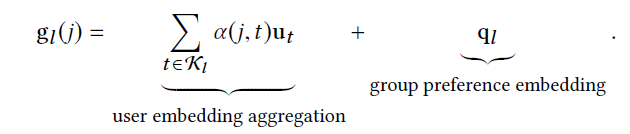 g_l(j) = ∑_{t∈𝒦_l} α(j, t)u_t + q_l .
user embedding aggregation
group preference embedding